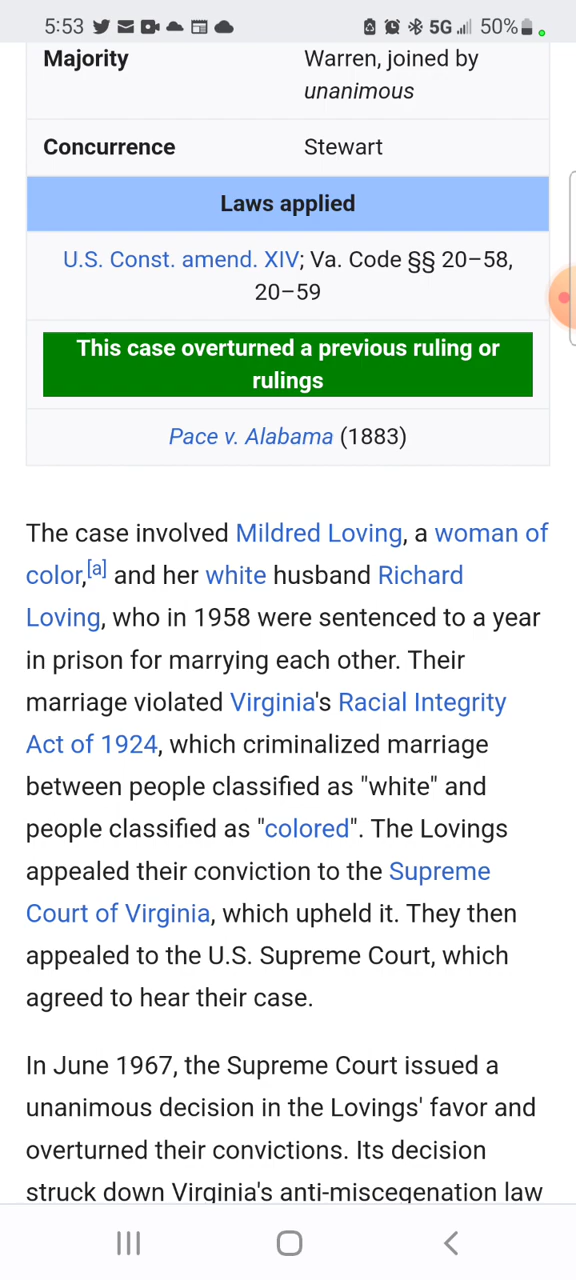 5:53 5G 50%
Majority Warren, joined by
unanimous
Concurrence Stewart
Laws applied
U.S. Const. amend. XIV; Va. Code §§ 20–58,
20–59
This case overturned a previous ruling or
rulings
Pace v. Alabama (1883)
The case involved Mildred Loving, a woman of
color,[a] and her white husband Richard
Loving, who in 1958 were sentenced to a year
in prison for marrying each other. Their
marriage violated Virginia's Racial Integrity
Act of 1924, which criminalized marriage
between people classified as "white" and
people classified as "colored". The Lovings
appealed their conviction to the Supreme
Court of Virginia, which upheld it. They then
appealed to the U.S. Supreme Court, which
agreed to hear their case.
In June 1967, the Supreme Court issued a
unanimous decision in the Lovings' favor and
overturned their convictions. Its decision
struck down Virginia's anti-miscegenation law